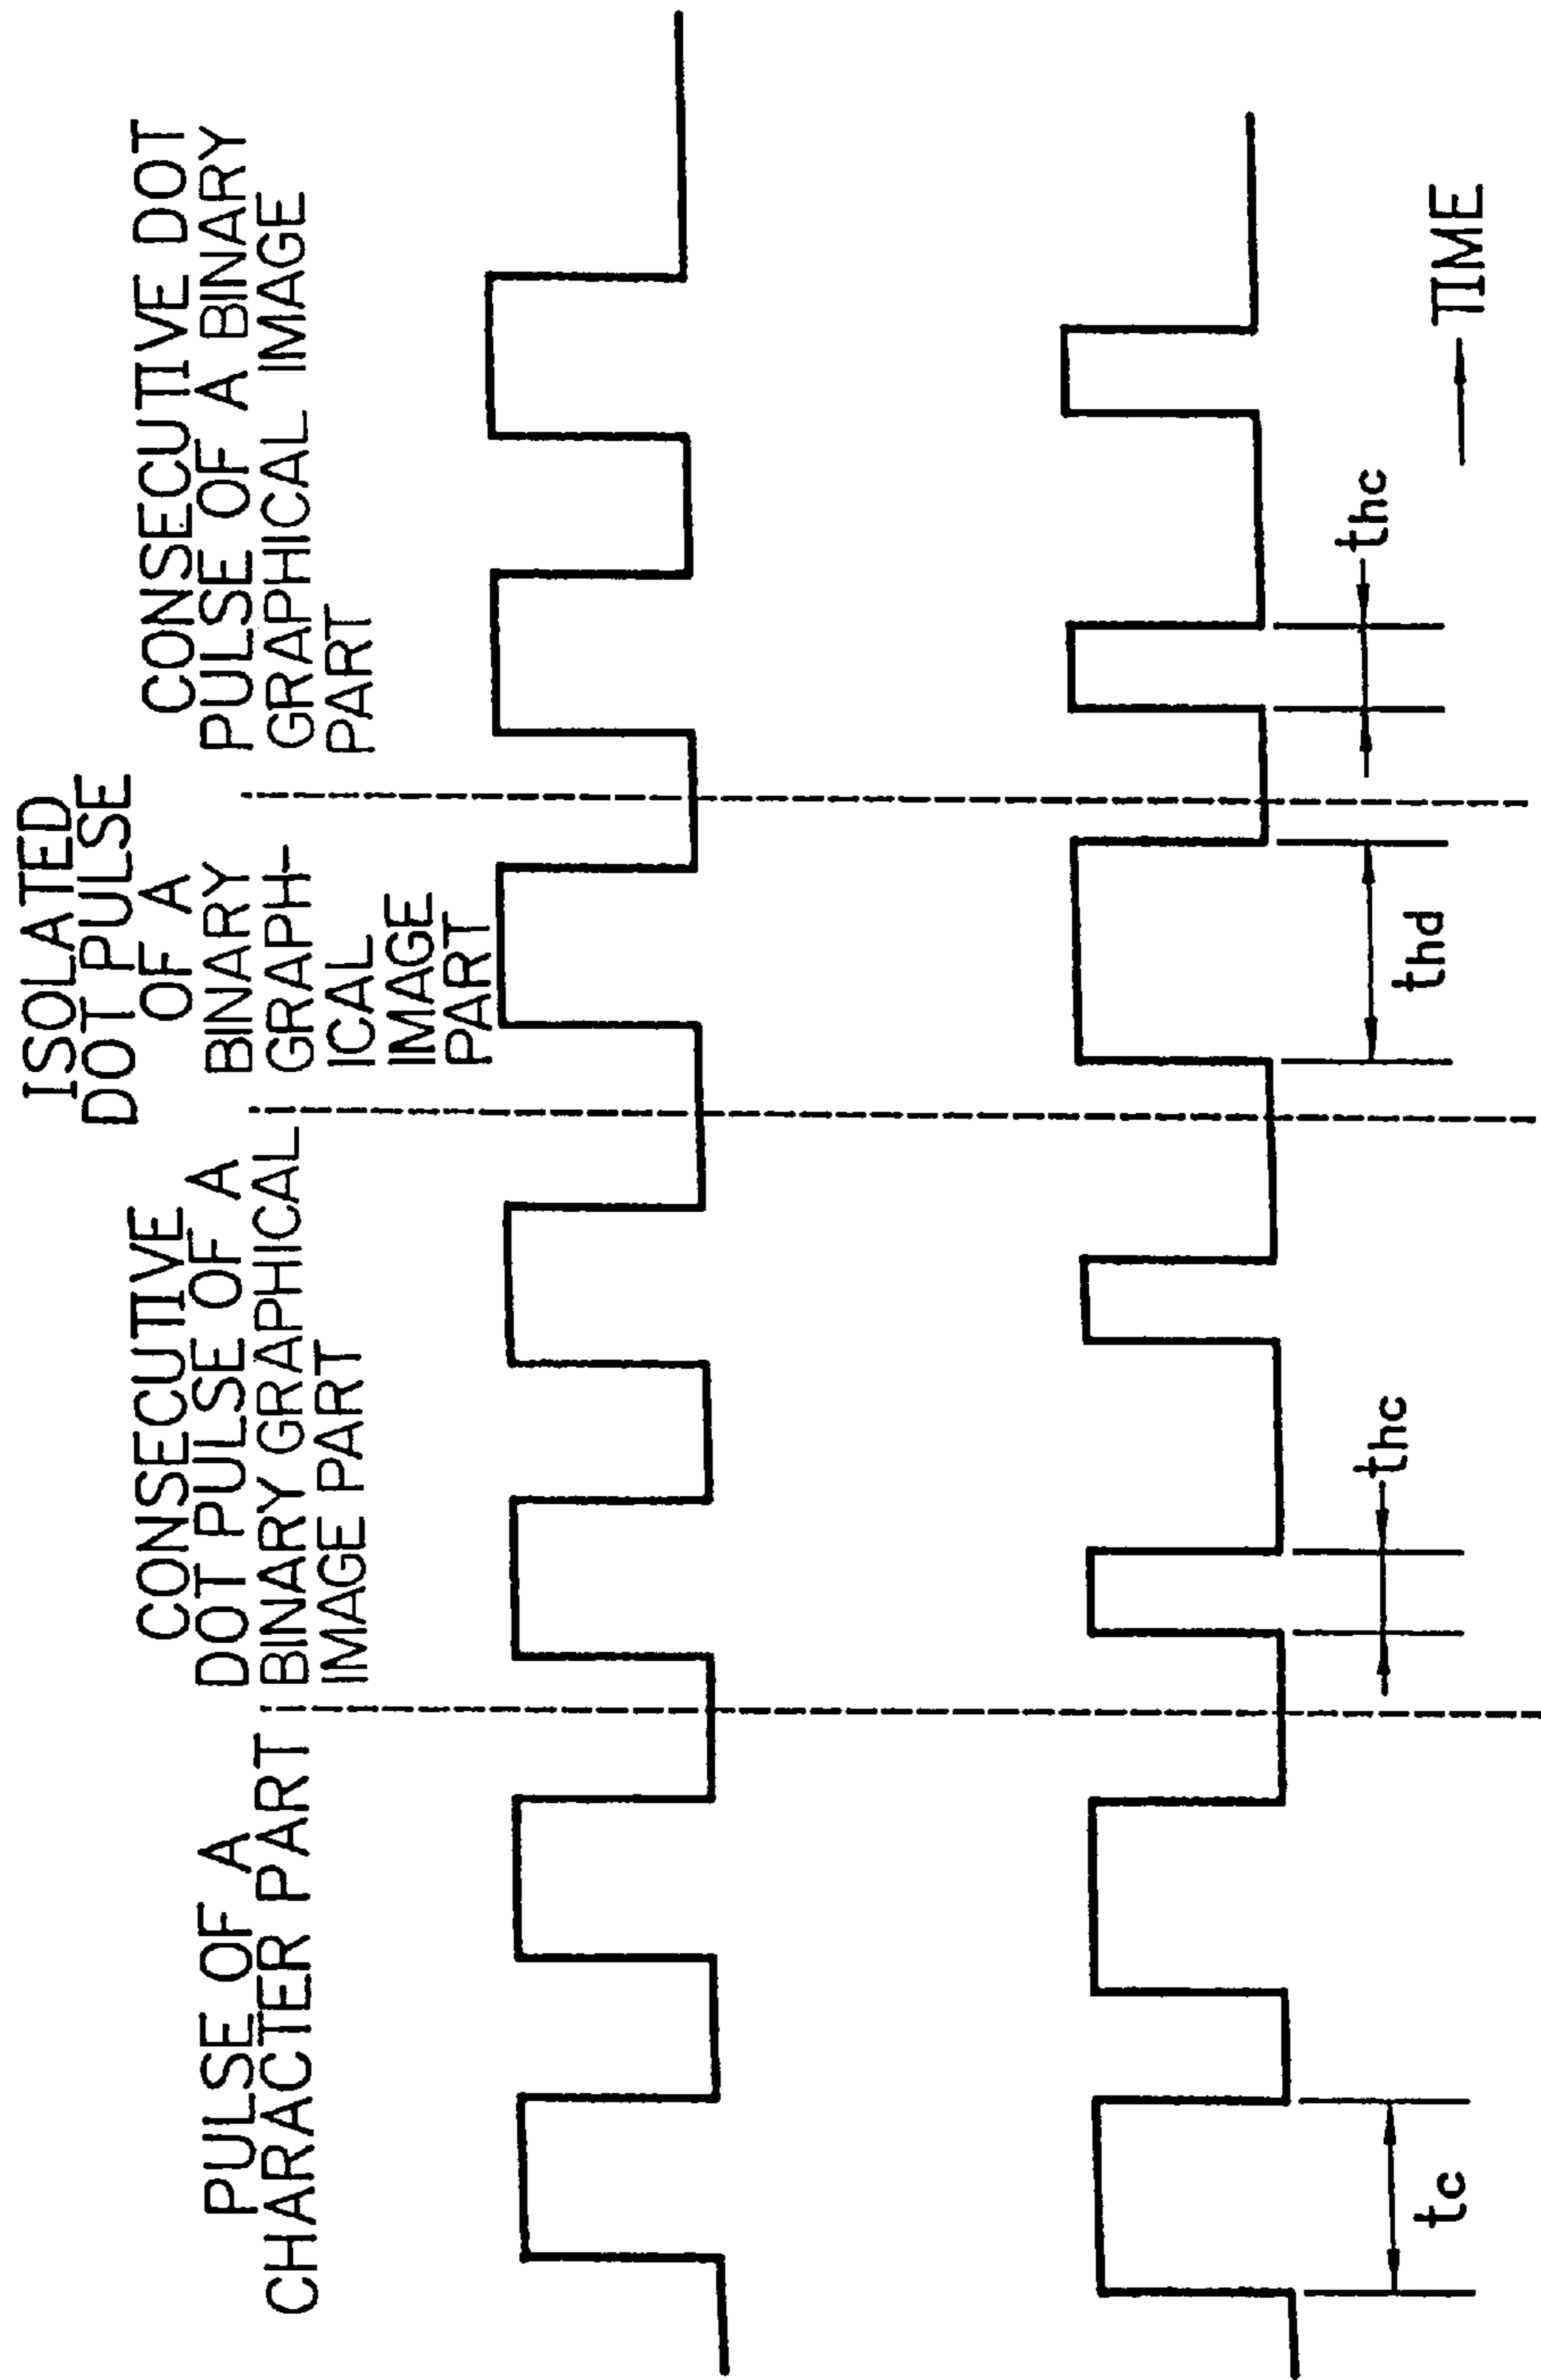 PULSE OF A
CHARACTER PART
CONSECUTIVE
DOT PULSE OF A
BINARY GRAPHICAL
IMAGE PART
ISOLATED
DOT PULSE
OF A
BINARY
GRAPH-
ICAL
IMAGE
PART
CONSECUTIVE DOT
PULSE OF A BINARY
GRAPHICAL IMAGE
PART
tc
thc
thd
thc
TIME